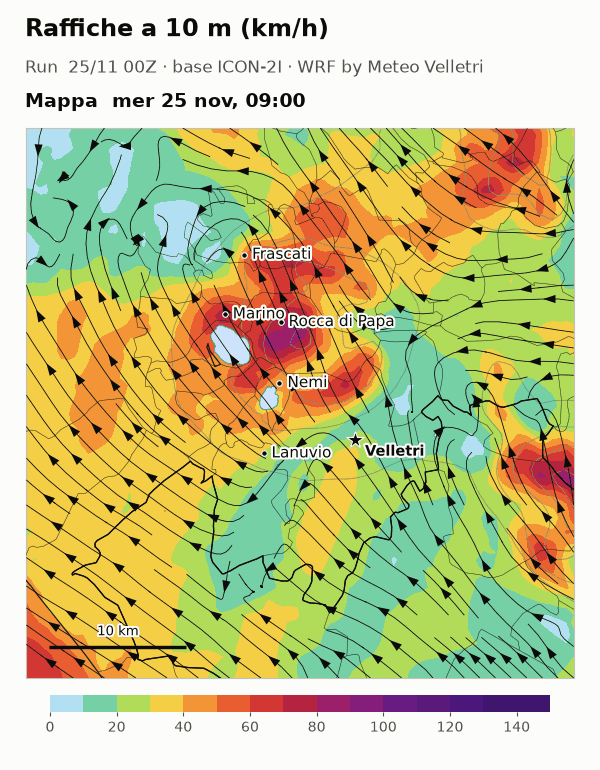 Raffiche a 10 m (km/h)
Run  25/11 00Z · base ICON-2I · WRF by Meteo Velletri
Mappa  mer 25 nov, 09:00
Frascati
Marino
Rocca di Papa
Nemi
Velletri
Lanuvio
10 km
0 20 40 60 80 100 120 140